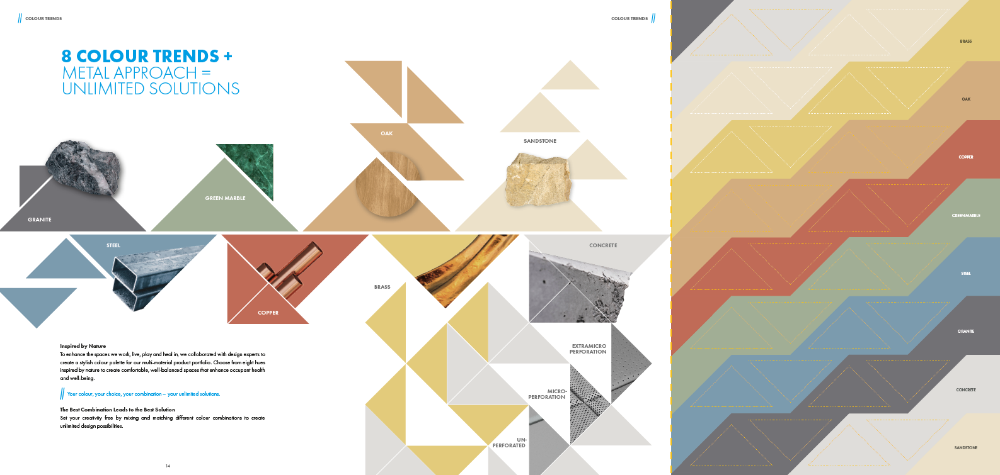 COLOUR TRENDS
COLOUR TRENDS
8 COLOUR TRENDS +
METAL APPROACH =
UNLIMITED SOLUTIONS
OAK
SANDSTONE
GREEN MARBLE
GRANITE
STEEL
COPPER
BRASS
CONCRETE
EXTRAMICRO
PERFORATION
MICRO-
PERFORATION
UN-
PERFORATED
Inspired by Nature
To enhance the spaces we work, live, play and heal in, we collaborated with design experts to
create a stylish colour palette for our multi-material product portfolio. Choose from eight hues
inspired by nature to create comfortable, well-balanced spaces that enhance occupant health
and well-being.
Your colour, your choice, your combination – your unlimited solutions.
The Best Combination Leads to the Best Solution
Set your creativity free by mixing and matching different colour combinations to create
unlimited design possibilities.
14
BRASS
OAK
COPPER
GREEN MARBLE
STEEL
GRANITE
CONCRETE
SANDSTONE